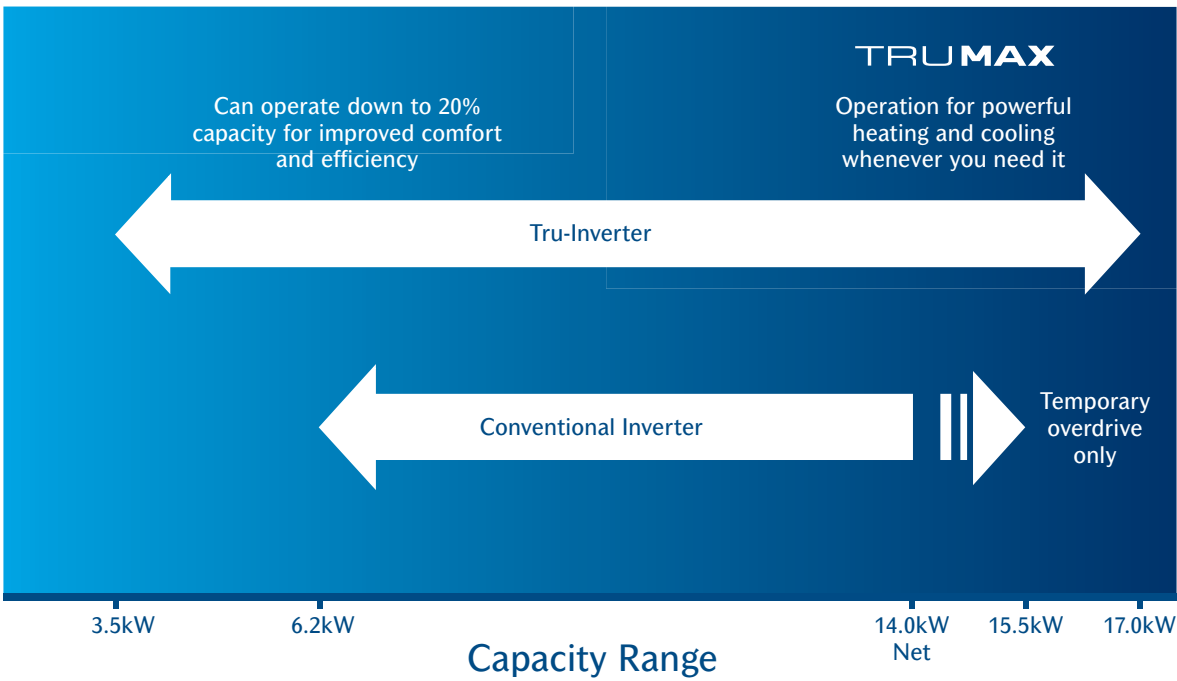 TRUMAX
Can operate down to 20%
capacity for improved comfort
and efficiency
Operation for powerful
heating and cooling
whenever you need it
Tru-Inverter
Conventional Inverter
Temporary
overdrive
only
3.5kW
6.2kW
14.0kW
Net
15.5kW
17.0kW
Capacity Range